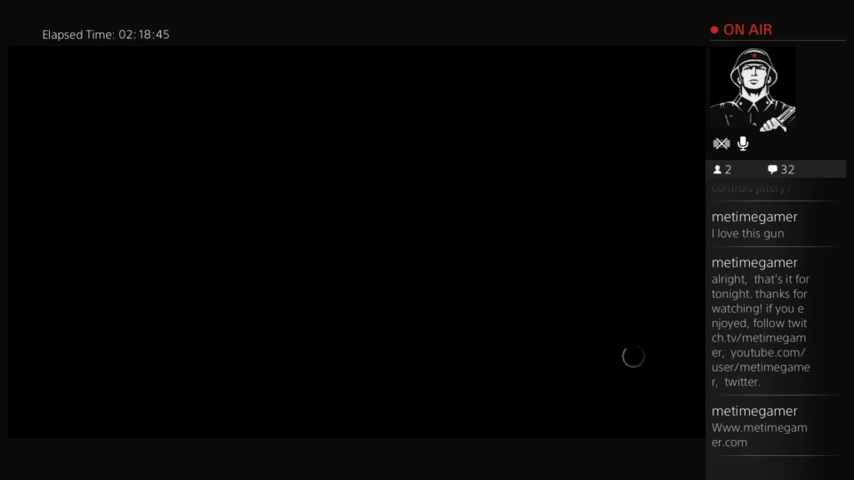 Elapsed Time: 02:18:45
ON AIR
2 32
controls jittery?
metimegamer
I love this gun
metimegamer
alright, that's it for
tonight. thanks for
watching! if you e
njoyed, follow twit
ch.tv/metimegam
er, youtube.com/
user/metimegame
r, twitter.
metimegamer
Www.metimegam
er.com